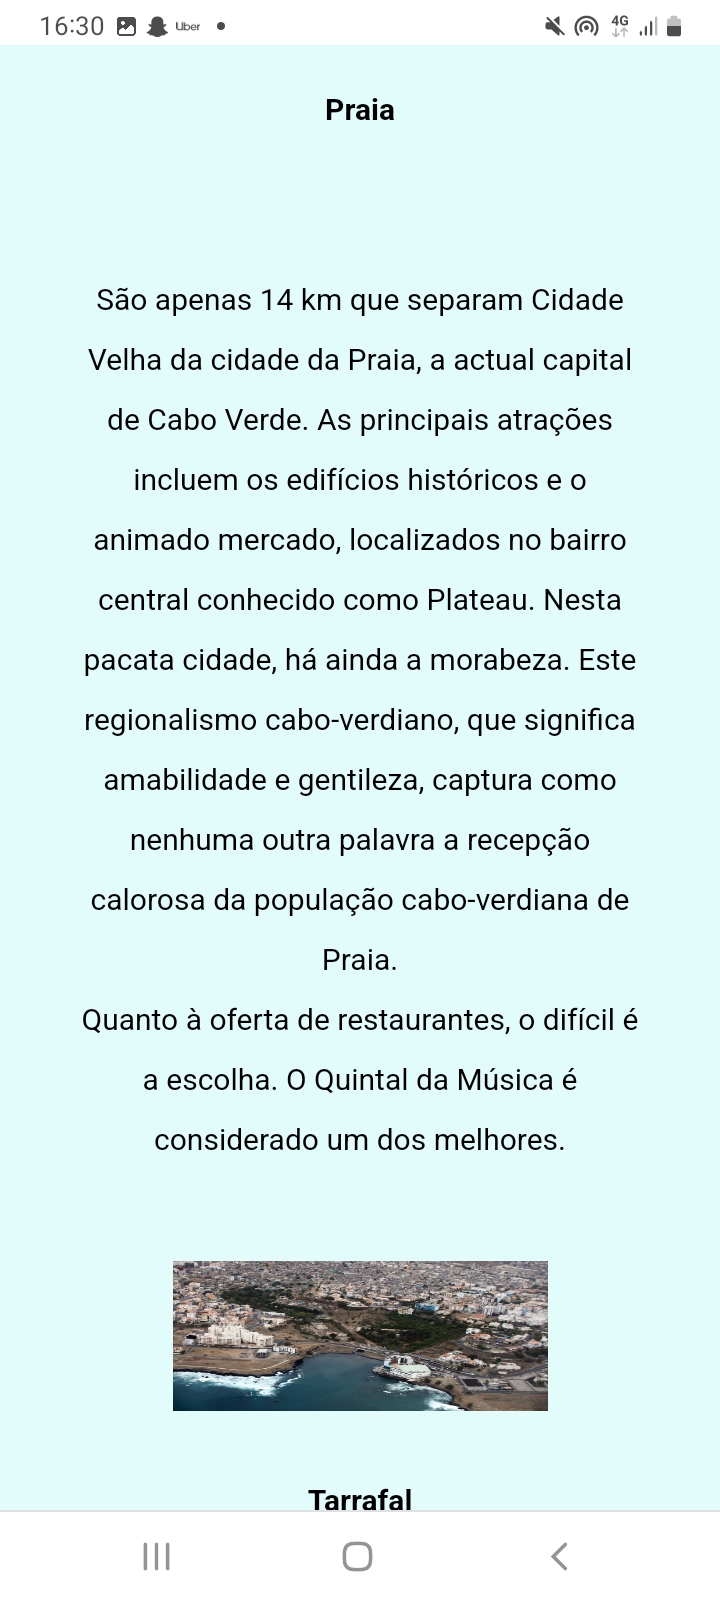 16:30 Uber 4G
Praia
São apenas 14 km que separam Cidade
Velha da cidade da Praia, a actual capital
de Cabo Verde. As principais atrações
incluem os edifícios históricos e o
animado mercado, localizados no bairro
central conhecido como Plateau. Nesta
pacata cidade, há ainda a morabeza. Este
regionalismo cabo-verdiano, que significa
amabilidade e gentileza, captura como
nenhuma outra palavra a recepção
calorosa da população cabo-verdiana de
Praia.
Quanto à oferta de restaurantes, o difícil é
a escolha. O Quintal da Música é
considerado um dos melhores.
Tarrafal